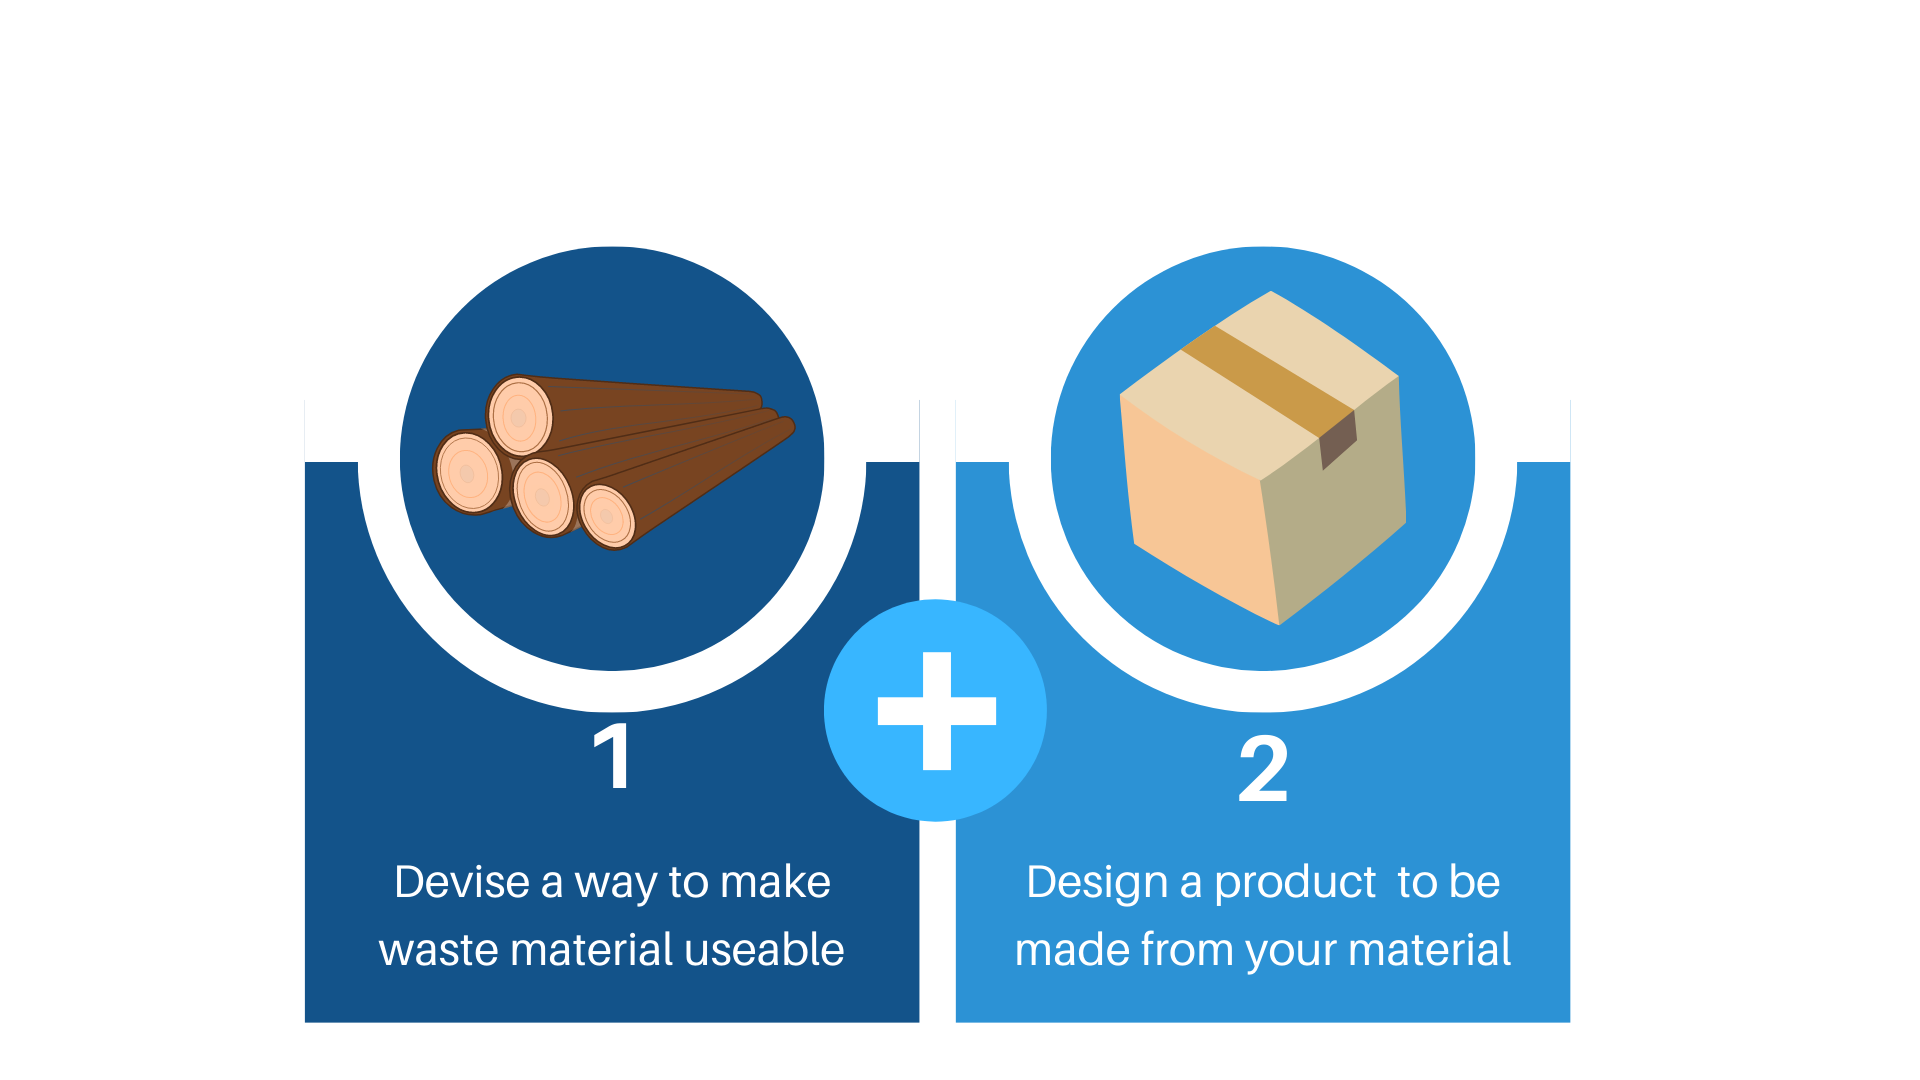 1
Devise a way to make
waste material useable
2
Design a product  to be
made from your material